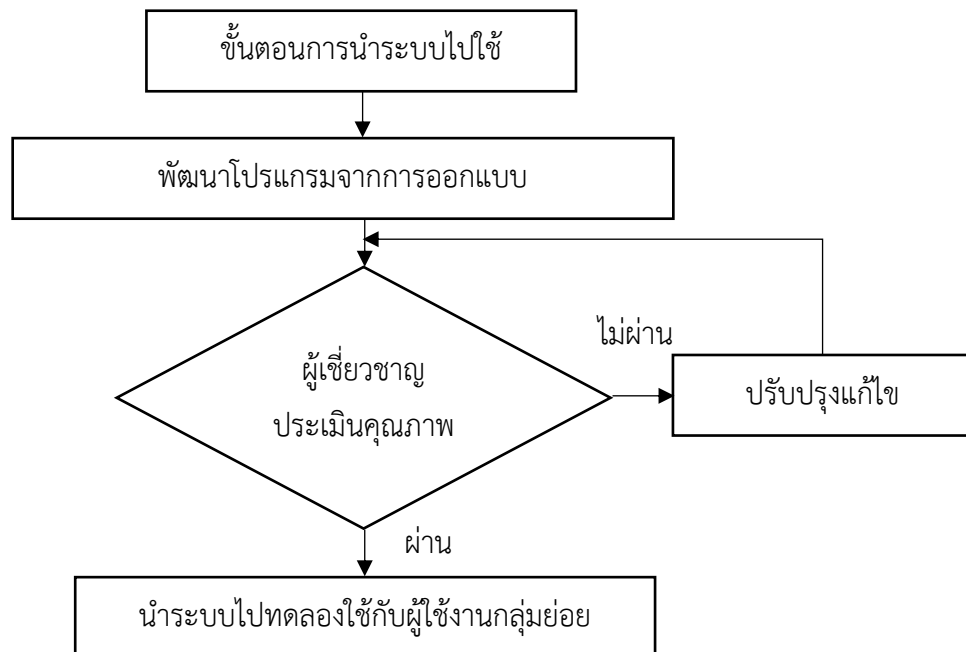 ขั้นตอนการนำระบบไปใช้
พัฒนาโปรแกรมจากการออกแบบ
ผู้เชี่ยวชาญ
ประเมินคุณภาพ
ไม่ผ่าน
ปรับปรุงแก้ไข
ผ่าน
นำระบบไปทดลองใช้กับผู้ใช้งานกลุ่มย่อย